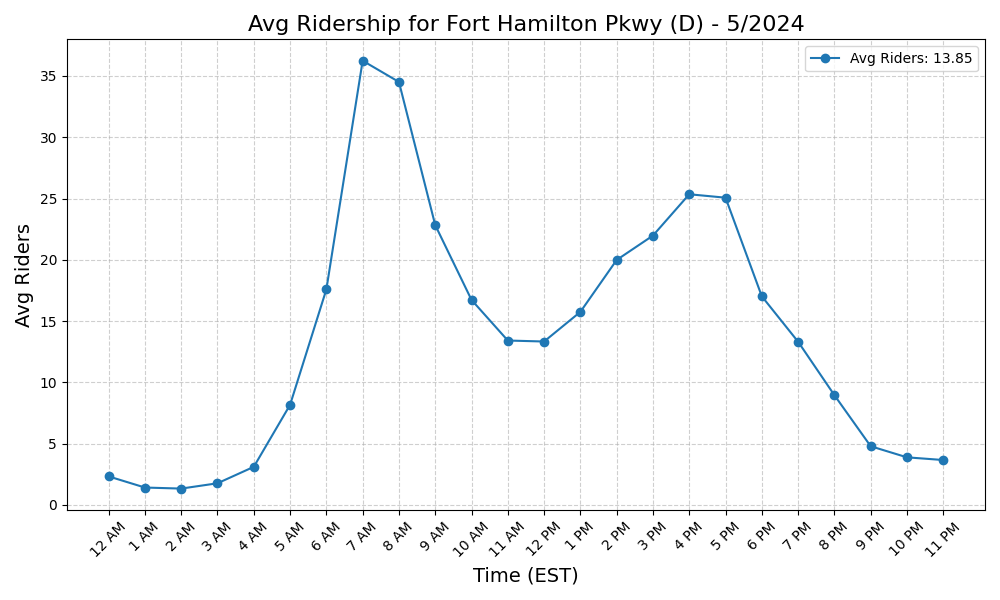 Avg Ridership for Fort Hamilton Pkwy (D) - 5/2024
Avg Riders: 13.85
Avg Riders
35
30
25
20
15
10
5
0
12 AM
1 AM
2 AM
3 AM
4 AM
5 AM
6 AM
7 AM
8 AM
9 AM
10 AM
11 AM
12 PM
1 PM
2 PM
3 PM
4 PM
5 PM
6 PM
7 PM
8 PM
9 PM
10 PM
11 PM
Time (EST)